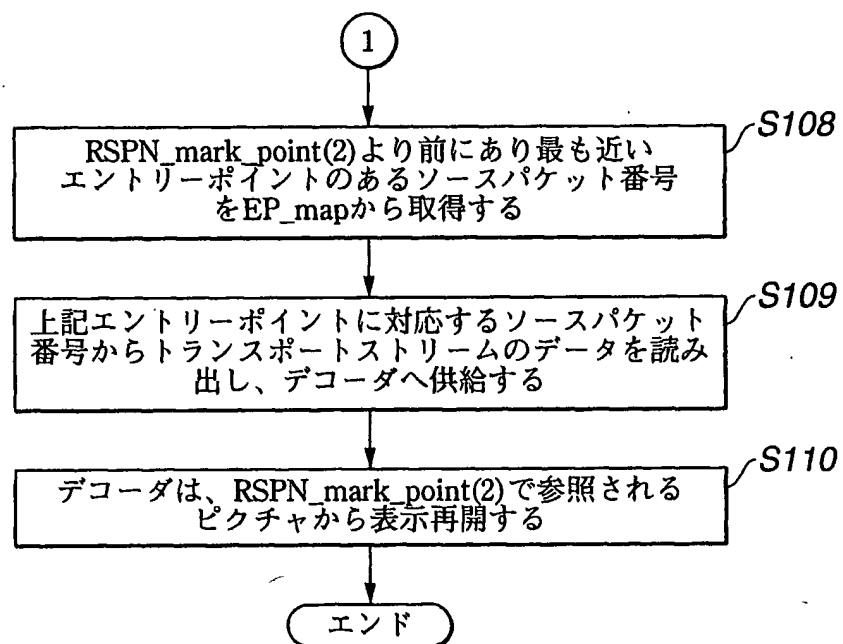 1
S108
RSPN_mark_point(2)より前にあり最も近い
エントリーポイントのあるソースパケット番号
をEP_mapから取得する
S109
上記エントリーポイントに対応するソースパケット
番号からトランスポートストリームのデータを読み
出し、デコーダへ供給する
S110
デコーダは、RSPN_mark_point(2)で参照される
ピクチャから表示再開する
エンド